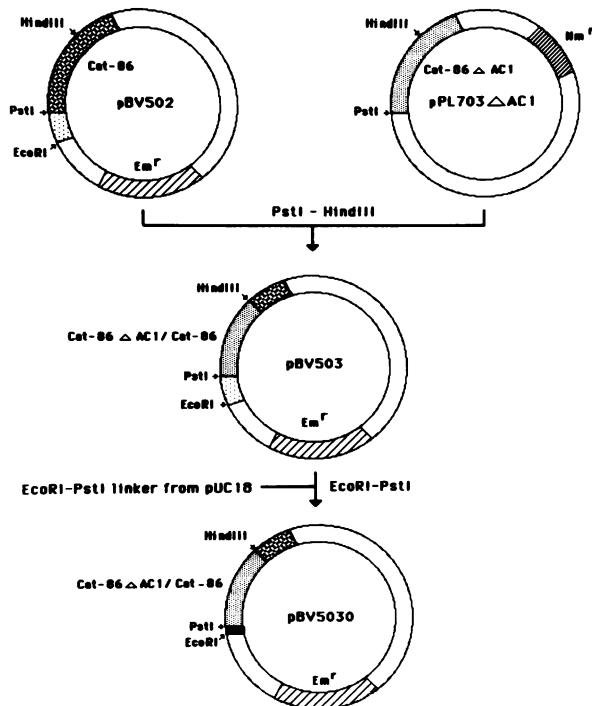 HindIII
Cat-86
PstI
pBV502
EcoRI
Em^r
HindIII
Nm^r
Cat-86 △ AC1
pPL703 △ AC1
PstI
PstI - HindIII
HindIII
Cat-86 △ AC1/ Cat-86
pBV503
PstI
EcoRI
Em^r
EcoRI-PstI linker from pUC18
EcoRI-PstI
HindIII
Cat-86 △ AC1/ Cat-86
pBV5030
PstI
EcoRI
Em^r